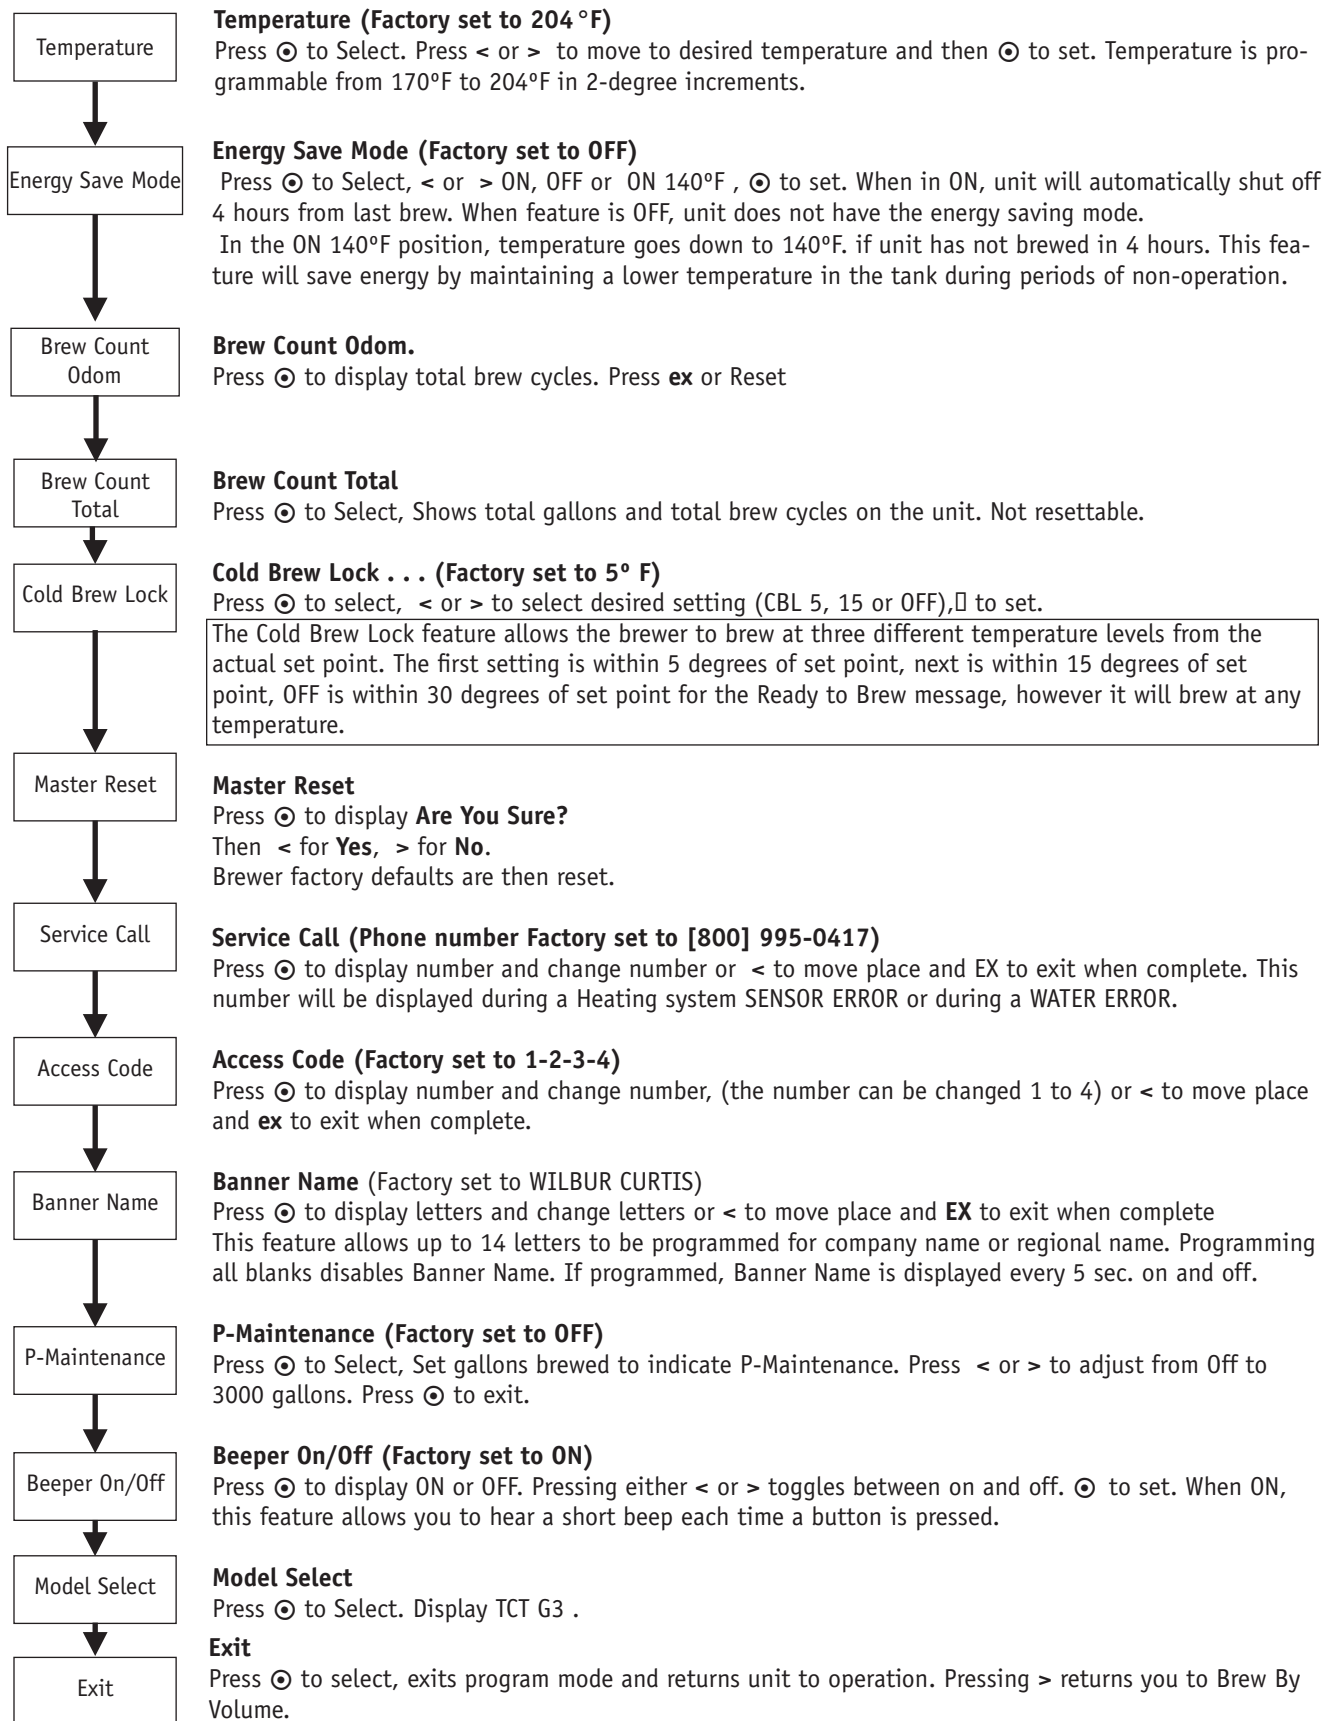 Temperature
Temperature (Factory set to 204°F)
Press ⊙ to Select. Press < or > to move to desired temperature and then ⊙ to set. Temperature is pro-
grammable from 170ºF to 204ºF in 2-degree increments.
Energy Save Mode
Energy Save Mode (Factory set to OFF)
Press ⊙ to Select, < or > ON, OFF or ON 140ºF , ⊙ to set. When in ON, unit will automatically shut off
4 hours from last brew. When feature is OFF, unit does not have the energy saving mode.
In the ON 140ºF position, temperature goes down to 140ºF. if unit has not brewed in 4 hours. This fea-
ture will save energy by maintaining a lower temperature in the tank during periods of non-operation.
Brew Count
Odom
Brew Count Odom.
Press ⊙ to display total brew cycles. Press ex or Reset
Brew Count
Total
Brew Count Total
Press ⊙ to Select, Shows total gallons and total brew cycles on the unit. Not resettable.
Cold Brew Lock
Cold Brew Lock . . . (Factory set to 5º F)
Press ⊙ to select, < or > to select desired setting (CBL 5, 15 or OFF),▯ to set.
The Cold Brew Lock feature allows the brewer to brew at three different temperature levels from the
actual set point. The first setting is within 5 degrees of set point, next is within 15 degrees of set
point, OFF is within 30 degrees of set point for the Ready to Brew message, however it will brew at any
temperature.
Master Reset
Master Reset
Press ⊙ to display Are You Sure?
Then < for Yes, > for No.
Brewer factory defaults are then reset.
Service Call
Service Call (Phone number Factory set to [800] 995-0417)
Press ⊙ to display number and change number or < to move place and EX to exit when complete. This
number will be displayed during a Heating system SENSOR ERROR or during a WATER ERROR.
Access Code
Access Code (Factory set to 1-2-3-4)
Press ⊙ to display number and change number, (the number can be changed 1 to 4) or < to move place
and ex to exit when complete.
Banner Name
Banner Name (Factory set to WILBUR CURTIS)
Press ⊙ to display letters and change letters or < to move place and EX to exit when complete
This feature allows up to 14 letters to be programmed for company name or regional name. Programming
all blanks disables Banner Name. If programmed, Banner Name is displayed every 5 sec. on and off.
P-Maintenance
P-Maintenance (Factory set to OFF)
Press ⊙ to Select, Set gallons brewed to indicate P-Maintenance. Press < or > to adjust from Off to
3000 gallons. Press ⊙ to exit.
Beeper On/Off
Beeper On/Off (Factory set to ON)
Press ⊙ to display ON or OFF. Pressing either < or > toggles between on and off. ⊙ to set. When ON,
this feature allows you to hear a short beep each time a button is pressed.
Model Select
Model Select
Press ⊙ to Select. Display TCT G3 .
Exit
Exit
Press ⊙ to select, exits program mode and returns unit to operation. Pressing > returns you to Brew By
Volume.